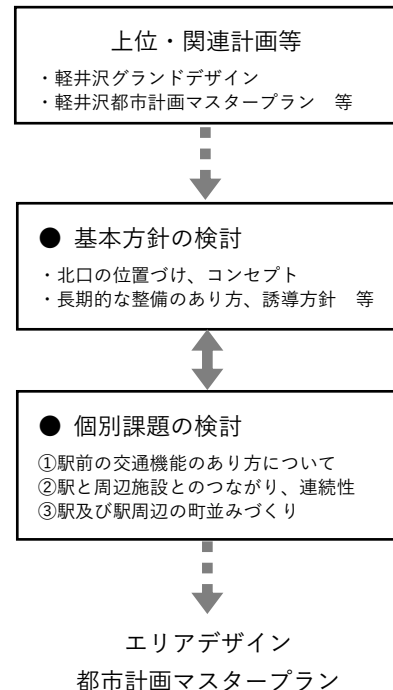 上位・関連計画等
・軽井沢グランドデザイン
・軽井沢都市計画マスタープラン　等
● 基本方針の検討
・北口の位置づけ、コンセプト
・長期的な整備のあり方、誘導方針　等
● 個別課題の検討
①駅前の交通機能のあり方について
②駅と周辺施設とのつながり、連続性
③駅及び駅周辺の町並みづくり
エリアデザイン
都市計画マスタープラン